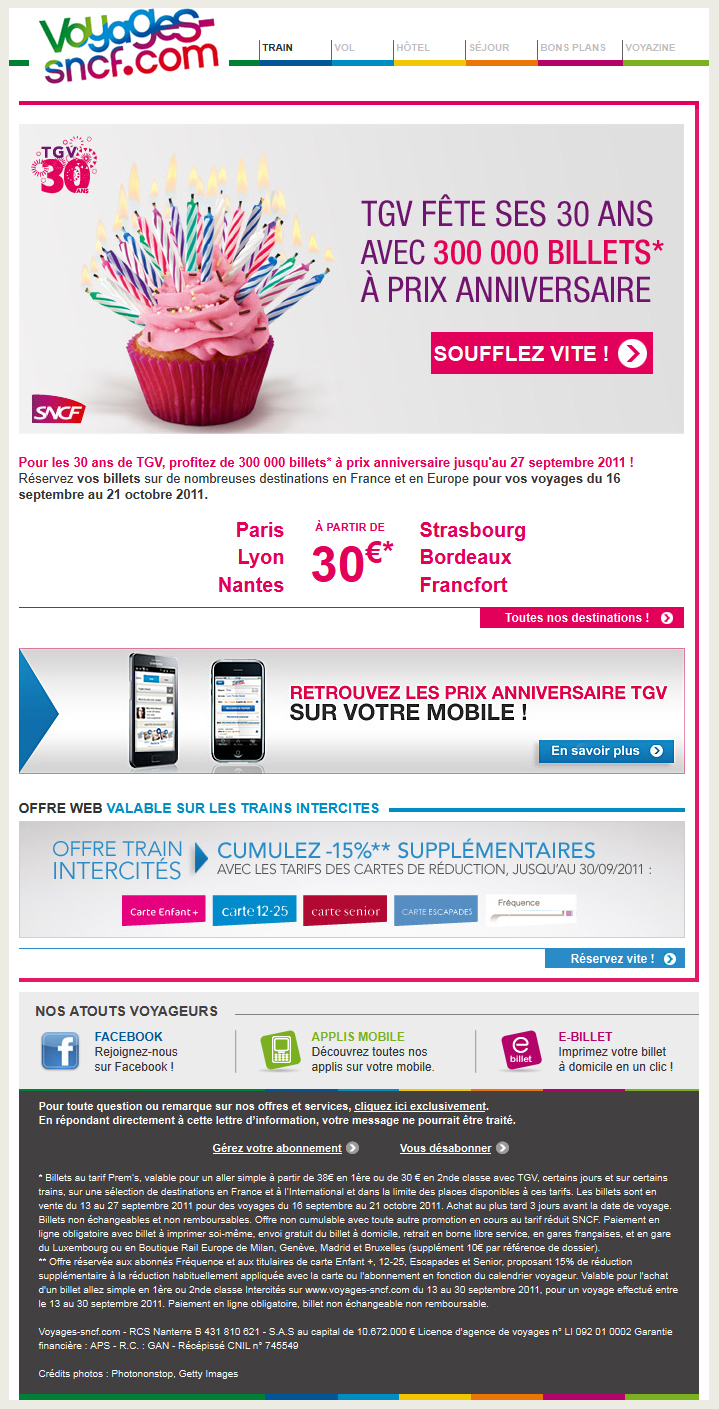 Voyages-
sncf.com
TRAIN
VOL
HÔTEL
SÉJOUR
BONS PLANS
VOYAZINE
TGV
30
ANS
TGV FÊTE SES 30 ANS
AVEC 300 000 BILLETS*
À PRIX ANNIVERSAIRE
SOUFFLEZ VITE !
SNCF
Pour les 30 ans de TGV, profitez de 300 000 billets* à prix anniversaire jusqu'au 27 septembre 2011 !
Réservez vos billets sur de nombreuses destinations en France et en Europe pour vos voyages du 16
septembre au 21 octobre 2011.
Paris
Lyon
Nantes
À PARTIR DE
30€*
Strasbourg
Bordeaux
Francfort
Toutes nos destinations !
RETROUVEZ LES PRIX ANNIVERSAIRE TGV
SUR VOTRE MOBILE !
En savoir plus
OFFRE WEB VALABLE SUR LES TRAINS INTERCITES
OFFRE TRAIN
INTERCITÉS
CUMULEZ -15%** SUPPLÉMENTAIRES
AVEC LES TARIFS DES CARTES DE RÉDUCTION, JUSQU'AU 30/09/2011 :
Carte Enfant +
carte 12-25
carte senior
CARTE ESCAPADES
Fréquence
Réservez vite !
NOS ATOUTS VOYAGEURS
FACEBOOK
Rejoignez-nous
sur Facebook !
APPLIS MOBILE
Découvrez toutes nos
applis sur votre mobile.
e
billet
E-BILLET
Imprimez votre billet
à domicile en un clic !
Pour toute question ou remarque sur nos offres et services, cliquez ici exclusivement.
En répondant directement à cette lettre d'information, votre message ne pourrait être traité.
Gérez votre abonnement
Vous désabonner
* Billets au tarif Prem's, valable pour un aller simple à partir de 38€ en 1ère ou de 30 € en 2nde classe avec TGV, certains jours et sur certains
trains, sur une sélection de destinations en France et à l'International et dans la limite des places disponibles à ces tarifs. Les billets sont en
vente du 13 au 27 septembre 2011 pour des voyages du 16 septembre au 21 octobre 2011. Achat au plus tard 3 jours avant la date de voyage.
Billets non échangeables et non remboursables. Offre non cumulable avec toute autre promotion en cours au tarif réduit SNCF. Paiement en
ligne obligatoire avec billet à imprimer soi-même, envoi gratuit du billet à domicile, retrait en borne libre service, en gares françaises, et en gare
du Luxembourg ou en Boutique Rail Europe de Milan, Genève, Madrid et Bruxelles (supplément 10€ par référence de dossier).
** Offre réservée aux abonnés Fréquence et aux titulaires de carte Enfant +, 12-25, Escapades et Senior, proposant 15% de réduction
supplémentaire à la réduction habituellement appliquée avec la carte ou l'abonnement en fonction du calendrier voyageur. Valable pour l'achat
d'un billet allez simple en 1ère ou 2nde classe Intercités sur www.voyages-sncf.com du 13 au 30 septembre 2011, pour un voyage effectué entre
le 13 au 30 septembre 2011. Paiement en ligne obligatoire, billet non échangeable non remboursable.
Voyages-sncf.com - RCS Nanterre B 431 810 621 - S.A.S au capital de 10.672.000 € Licence d'agence de voyages n° LI 092 01 0002 Garantie
financière : APS - R.C. : GAN - Récépissé CNIL n° 745549
Crédits photos : Photononstop, Getty Images